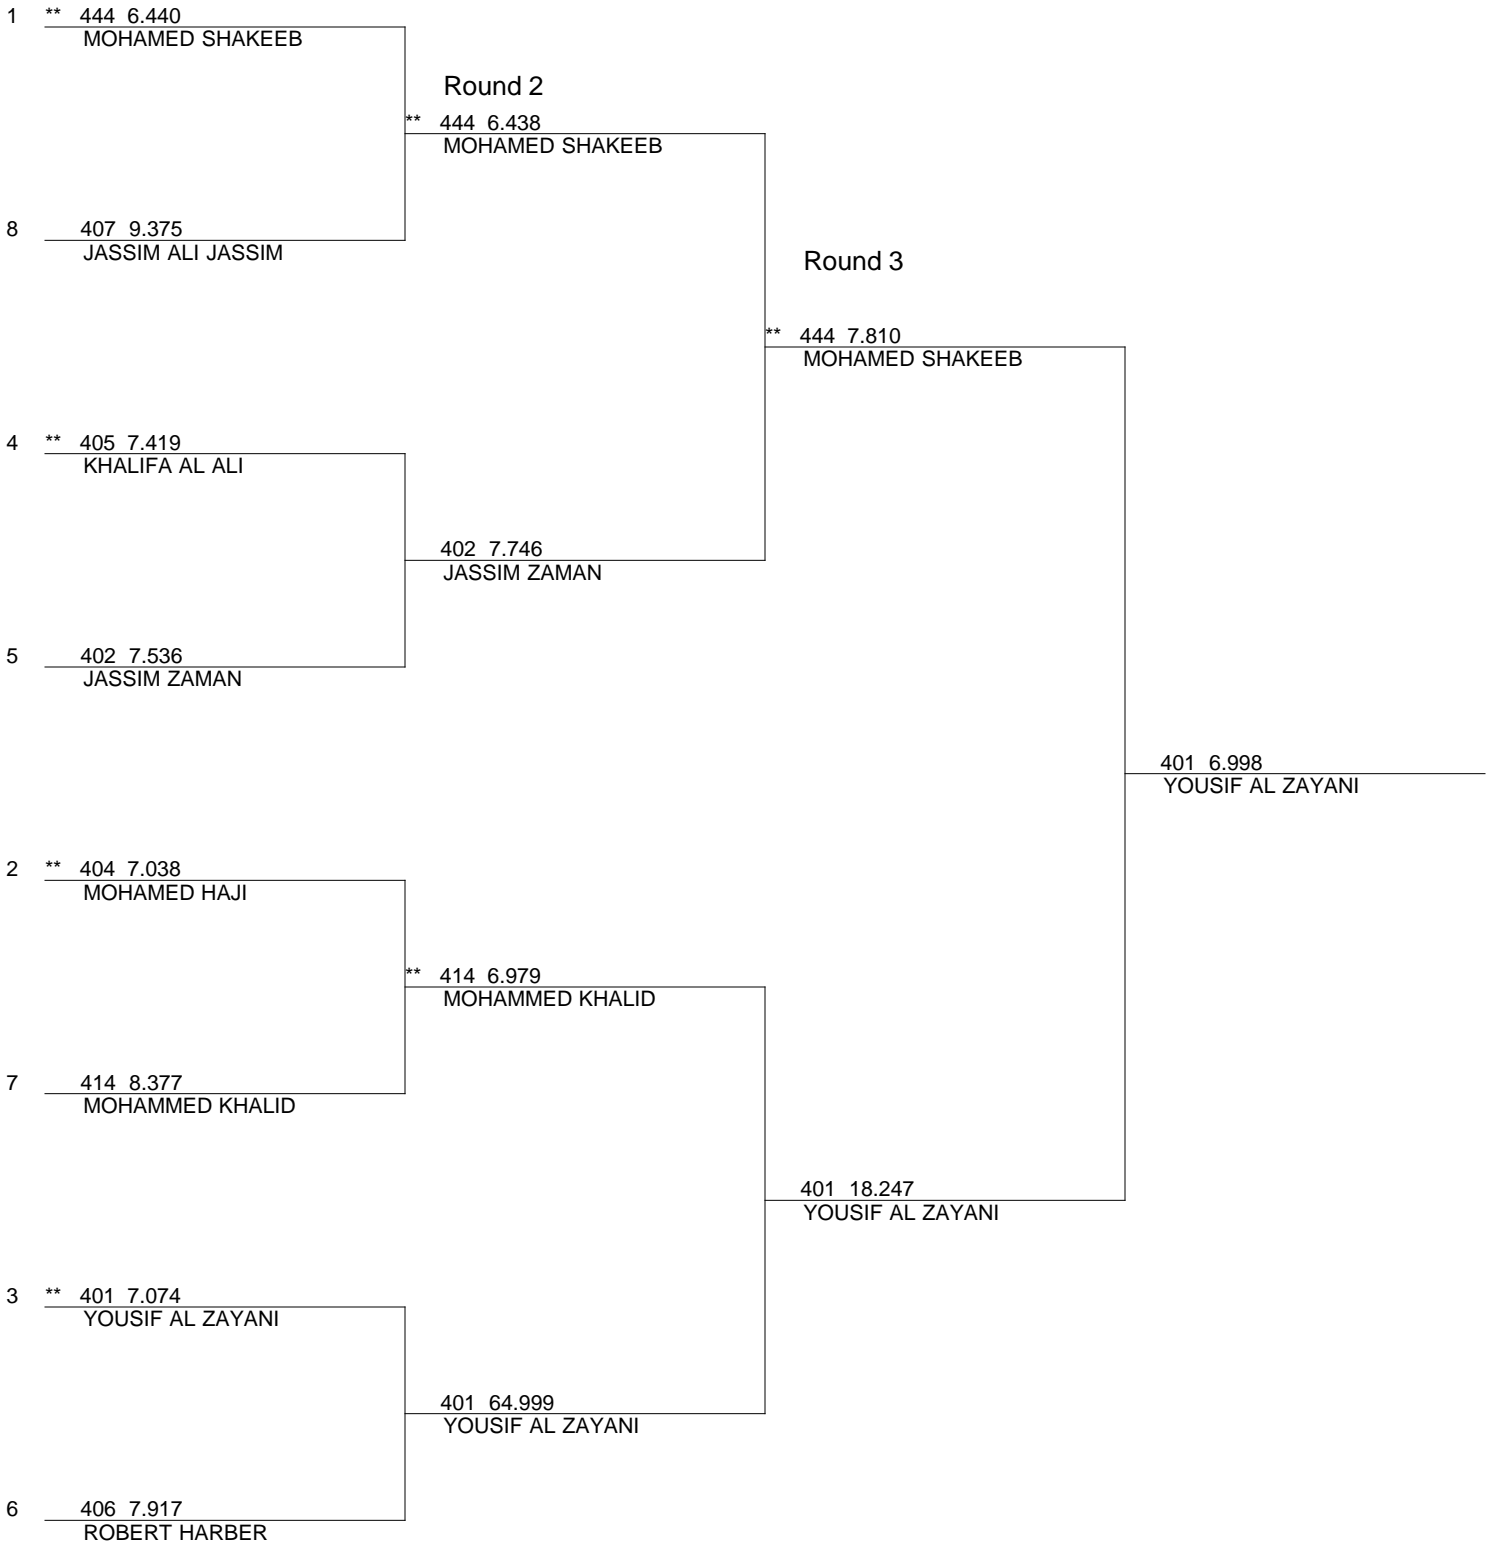 1 ** 444 6.440
MOHAMED SHAKEEB
Round 2
** 444 6.438
MOHAMED SHAKEEB
8 407 9.375
JASSIM ALI JASSIM
Round 3
** 444 7.810
MOHAMED SHAKEEB
4 ** 405 7.419
KHALIFA AL ALI
402 7.746
JASSIM ZAMAN
5 402 7.536
JASSIM ZAMAN
401 6.998
YOUSIF AL ZAYANI
2 ** 404 7.038
MOHAMED HAJI
** 414 6.979
MOHAMMED KHALID
7 414 8.377
MOHAMMED KHALID
401 18.247
YOUSIF AL ZAYANI
3 ** 401 7.074
YOUSIF AL ZAYANI
401 64.999
YOUSIF AL ZAYANI
6 406 7.917
ROBERT HARBER